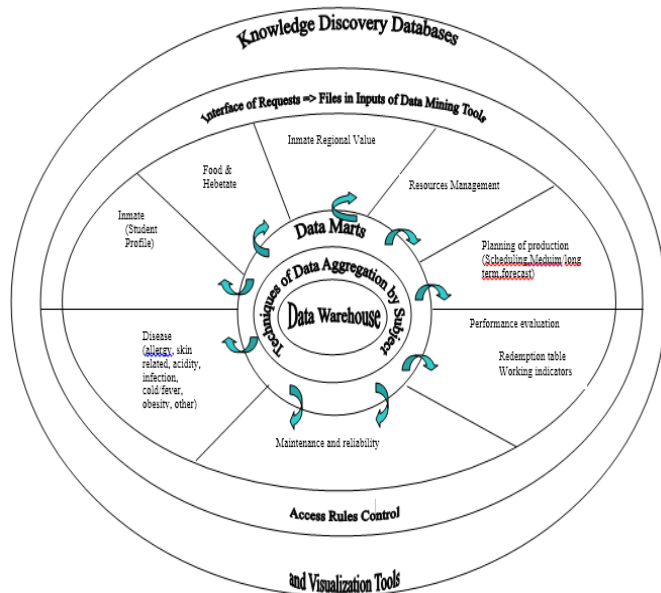 Knowledge Discovery Databases
Interface of Requests => Files in Inputs of Data Mining Tools
Inmate Regional Value
Food &
Hebetate
Resources Management
Inmate
(Student
Profile)
Data Marts
Planning of production
(Scheduling,Meduim/long
term,forecast)
Techniques of Data Aggregation by Subject
Data Warehouse
Performance evaluation
Disease
(allergy, skin
related, acidity,
infection,
cold/fever,
obesity, other)
Redemption table
Working indicators
Maintenance and reliability
Access Rules Control
and Visualization Tools